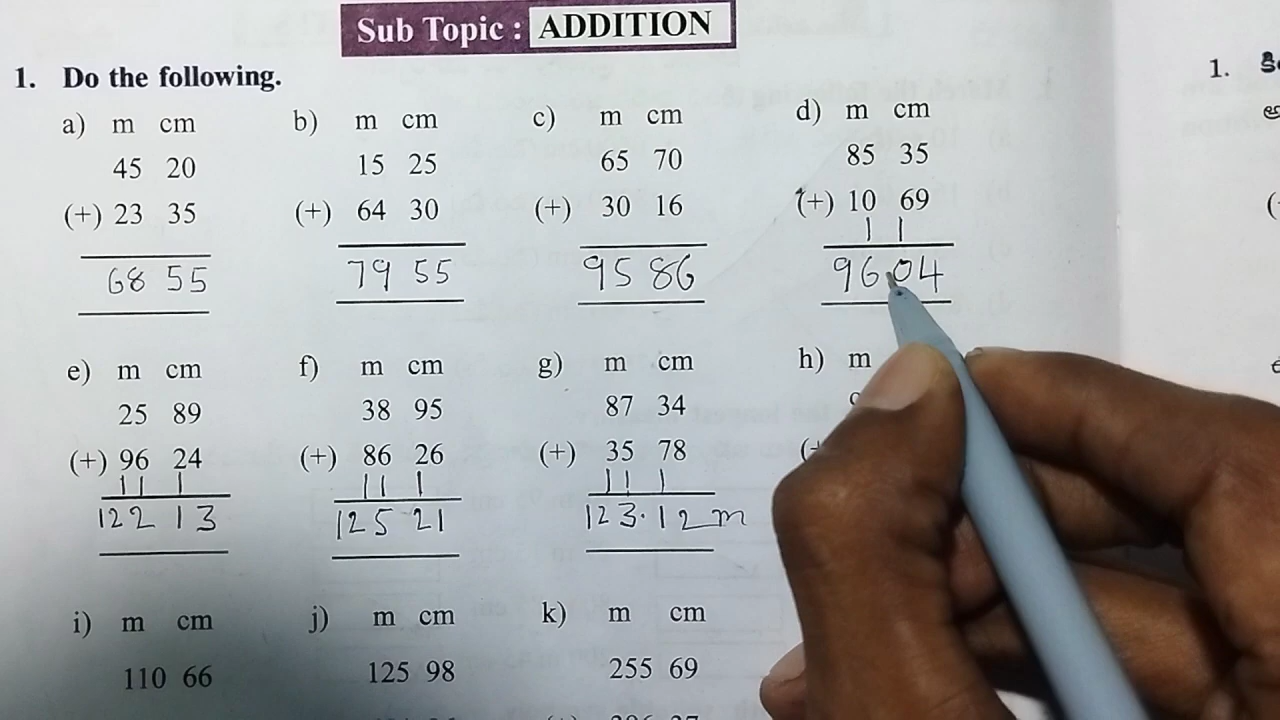 Sub Topic : ADDITION
1. Do the following.
a) m cm
45 20
(+) 23 35
68 55
b) m cm
15 25
(+) 64 30
79 55
c) m cm
65 70
(+) 30 16
95 86
d) m cm
85 35
(+) 10 69
1 1
96 04
e) m cm
25 89
(+) 96 24
1 1 1
122 13
f) m cm
38 95
(+) 86 26
1 1 1
125 21
g) m cm
87 34
(+) 35 78
1 1 1
123.12 m
h) m
i) m cm
110 66
j) m cm
125 98
k) m cm
255 69
1.